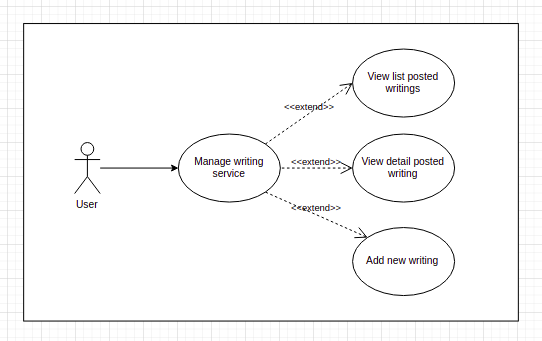 View list posted
writings
<<extend>>
Manage writing
service
<<extend>>
View detail posted
writing
User
<<extend>>
Add new writing